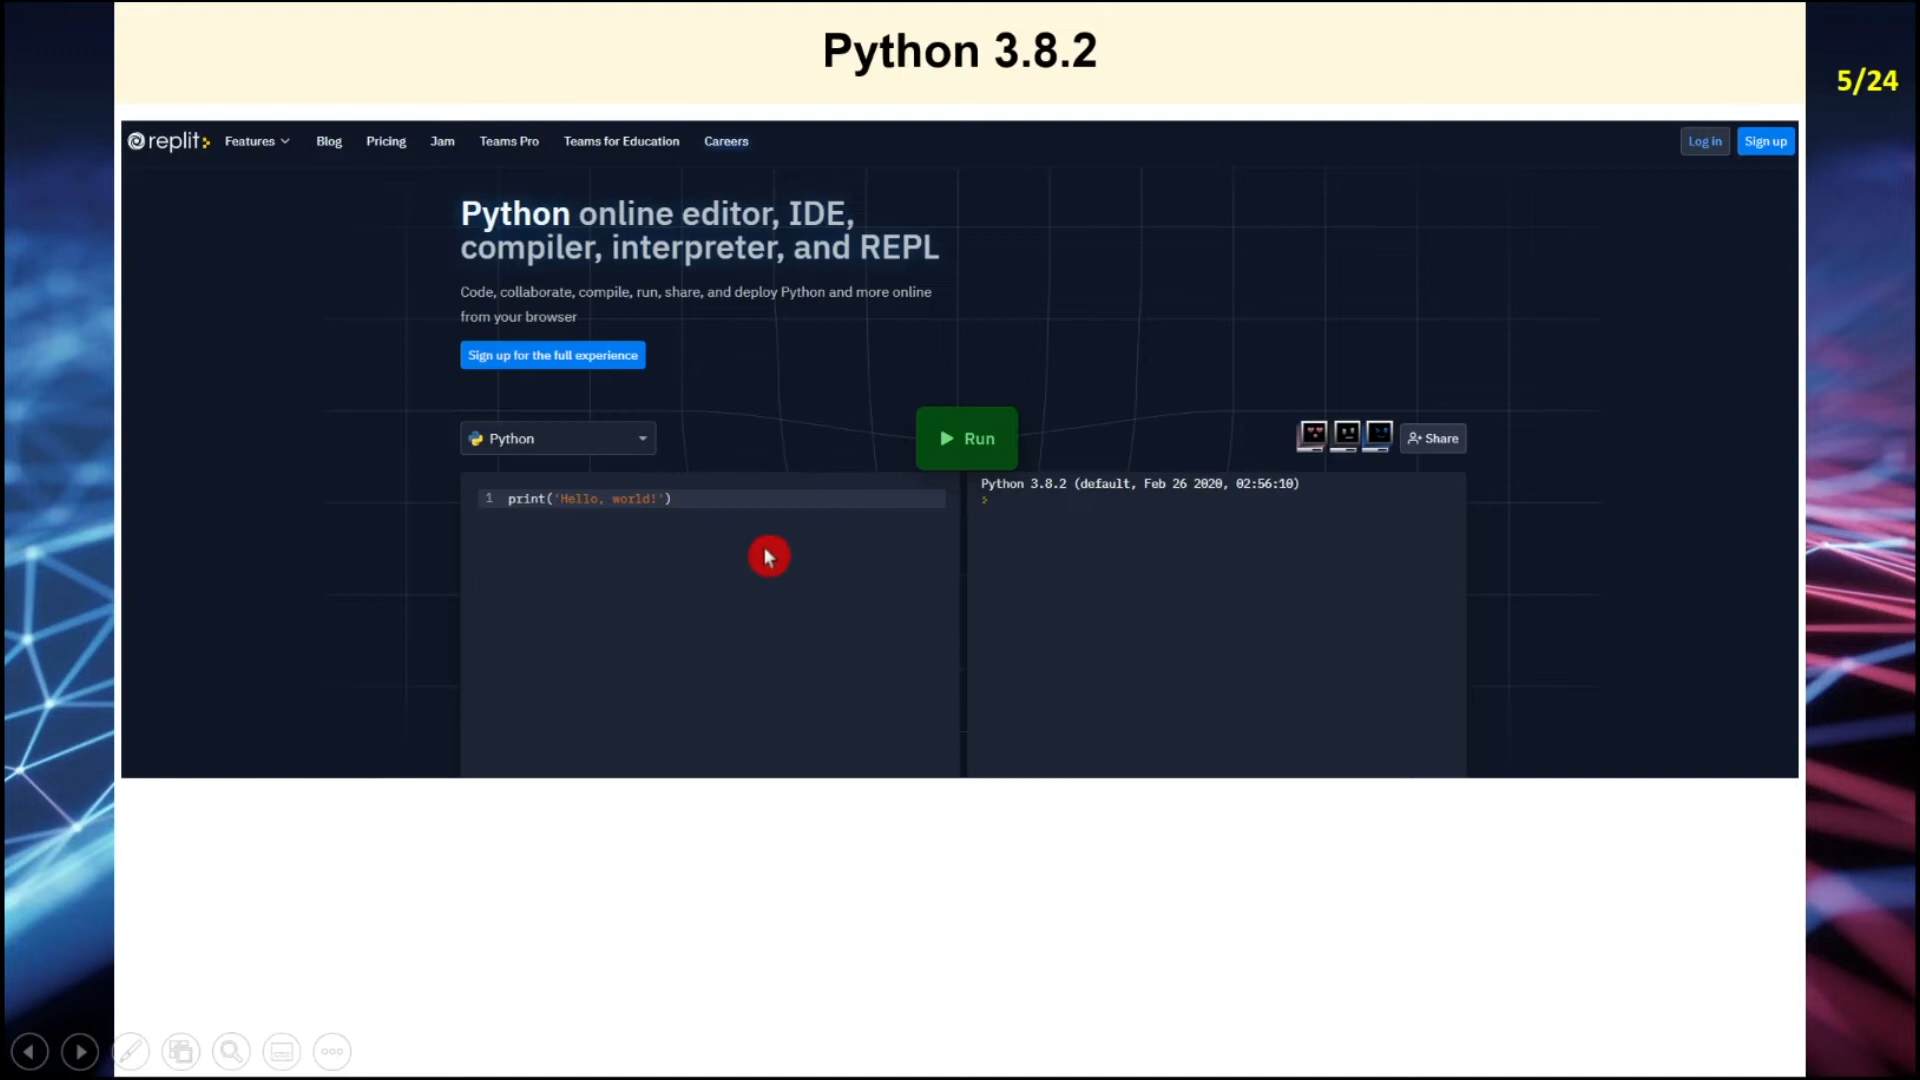 Python 3.8.2
5/24
replit
Features
Blog
Pricing
Jam
Teams Pro
Teams for Education
Careers
Log in
Sign up
Python online editor, IDE,
compiler, interpreter, and REPL
Code, collaborate, compile, run, share, and deploy Python and more online
from your browser
Sign up for the full experience
Python
Run
Share
1 print('Hello, world!')
Python 3.8.2 (default, Feb 26 2020, 02:56:10)
>